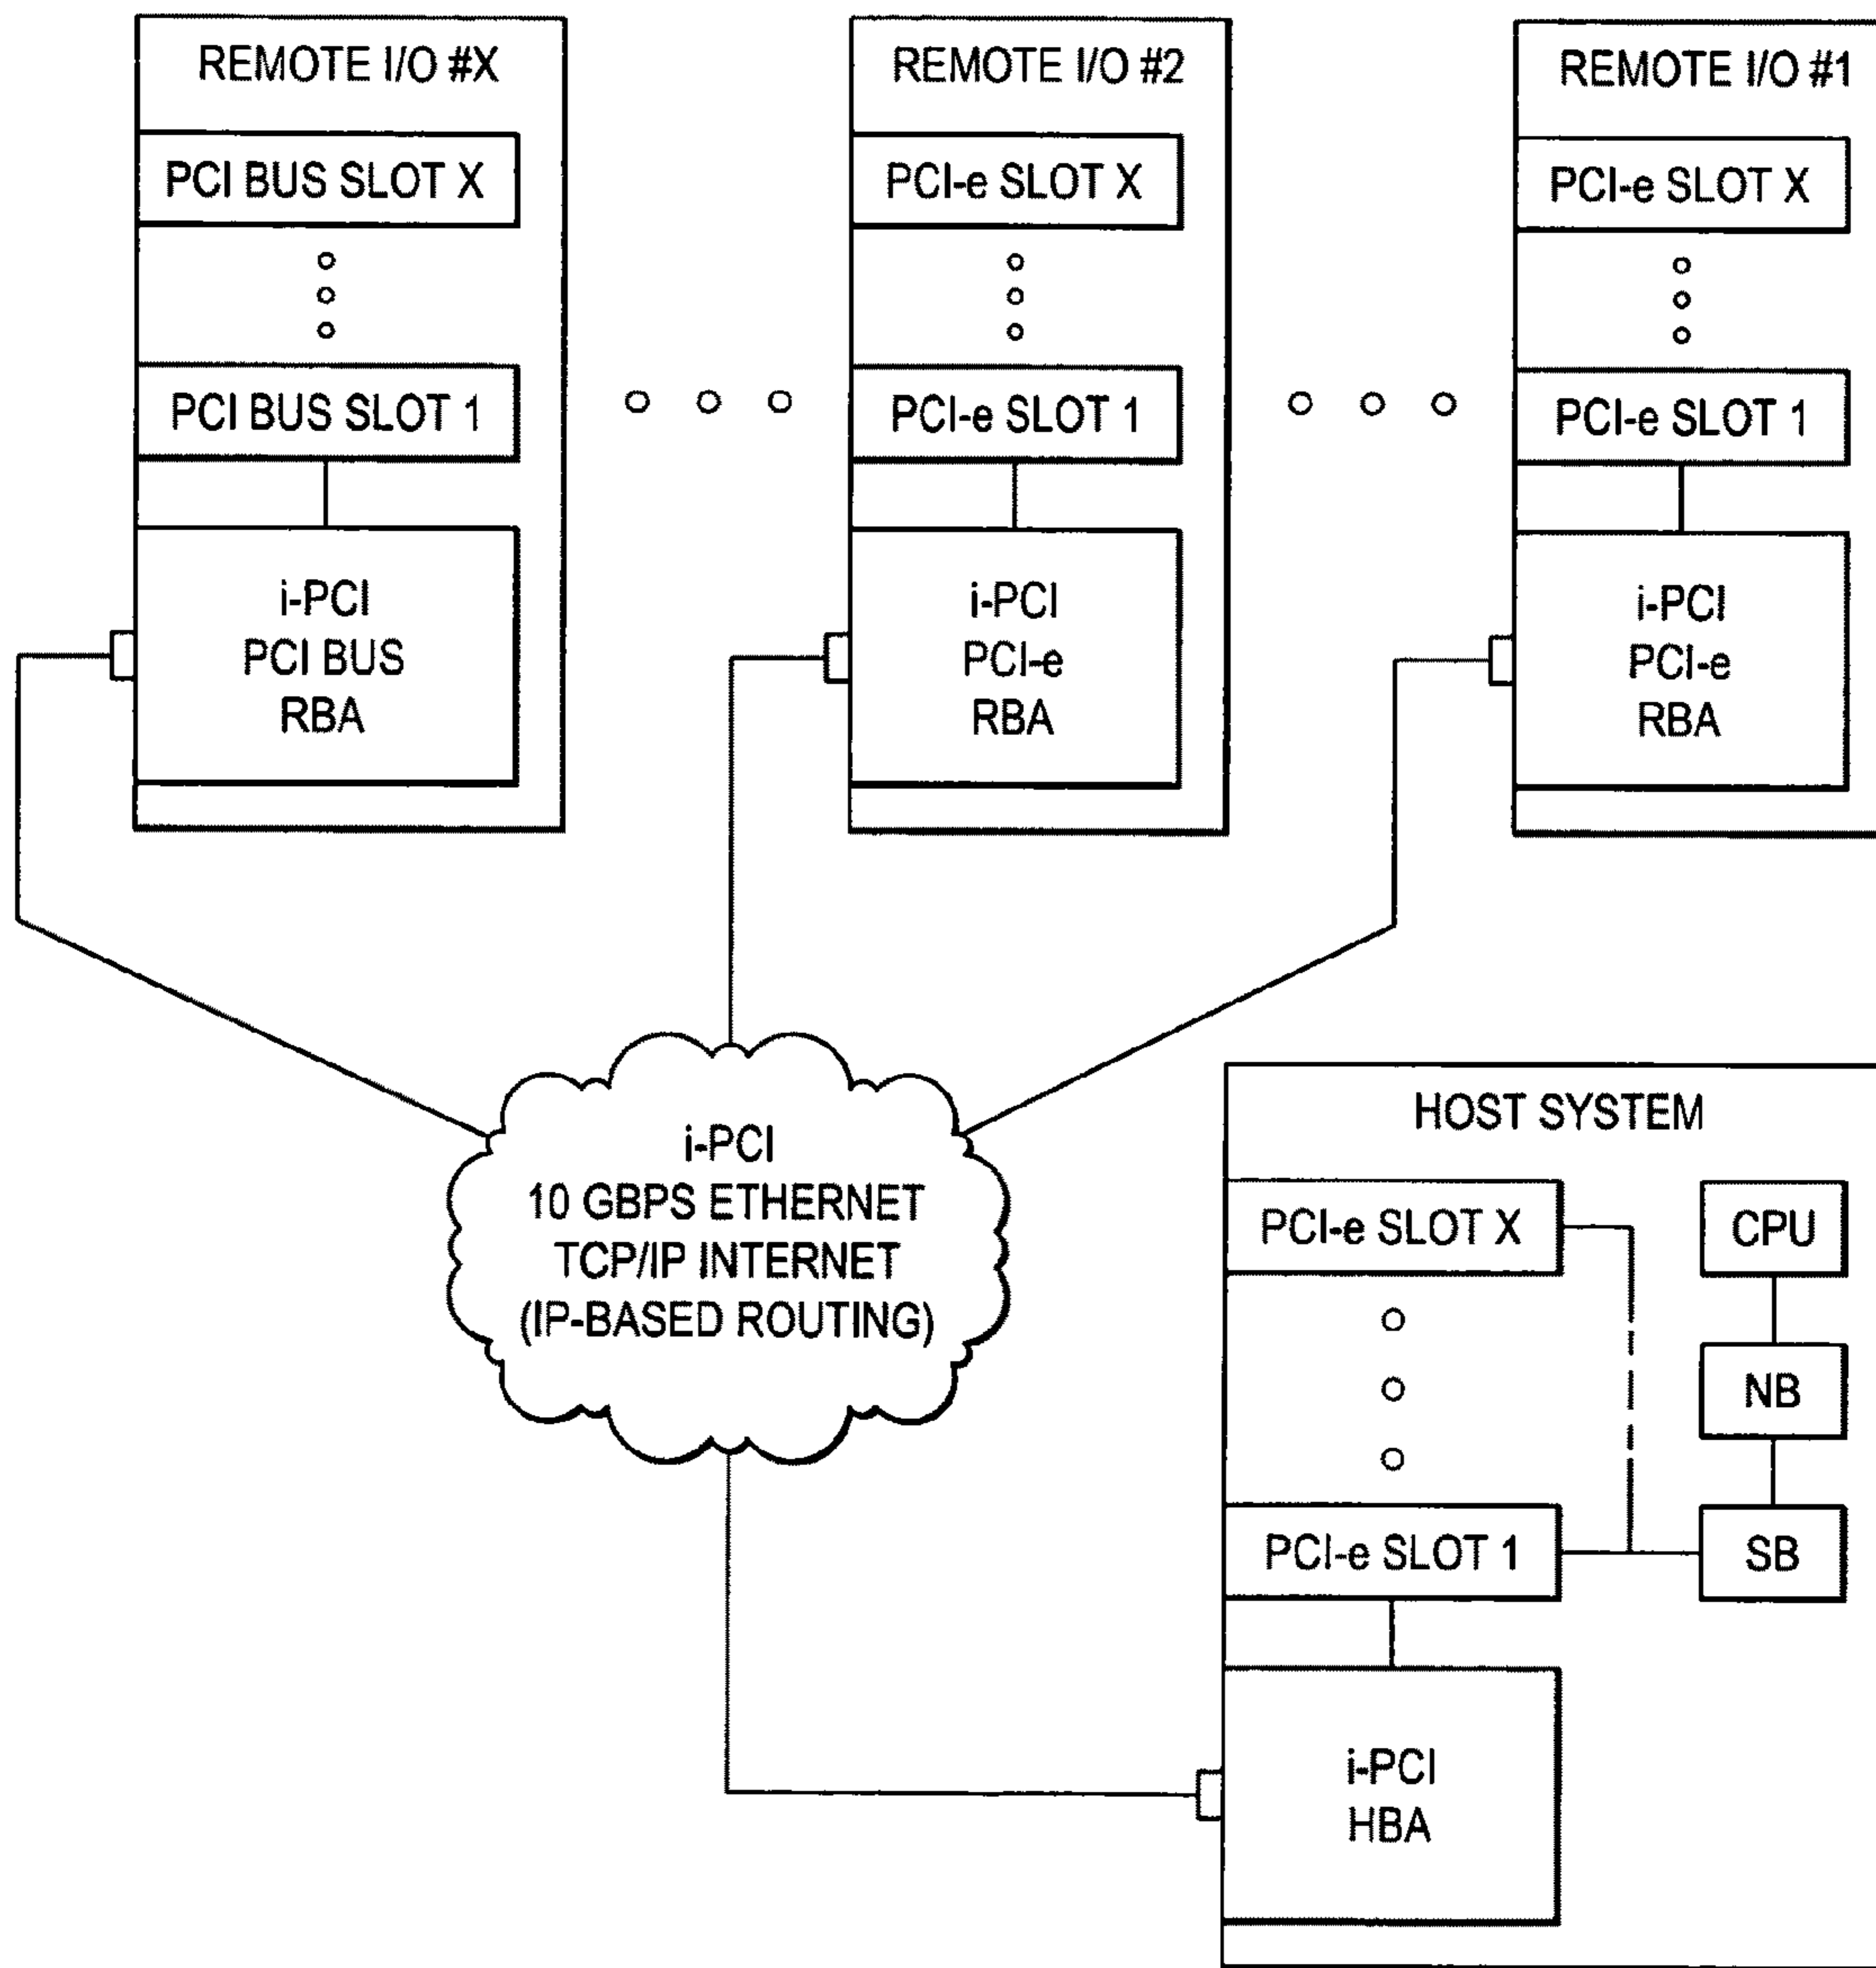 REMOTE I/O #X
PCI BUS SLOT X
PCI BUS SLOT 1
i-PCI
PCI BUS
RBA
REMOTE I/O #2
PCI-e SLOT X
PCI-e SLOT 1
i-PCI
PCI-e
RBA
REMOTE I/O #1
PCI-e SLOT X
PCI-e SLOT 1
i-PCI
PCI-e
RBA
i-PCI
10 GBPS ETHERNET
TCP/IP INTERNET
(IP-BASED ROUTING)
HOST SYSTEM
PCI-e SLOT X
CPU
NB
PCI-e SLOT 1
SB
i-PCI
HBA